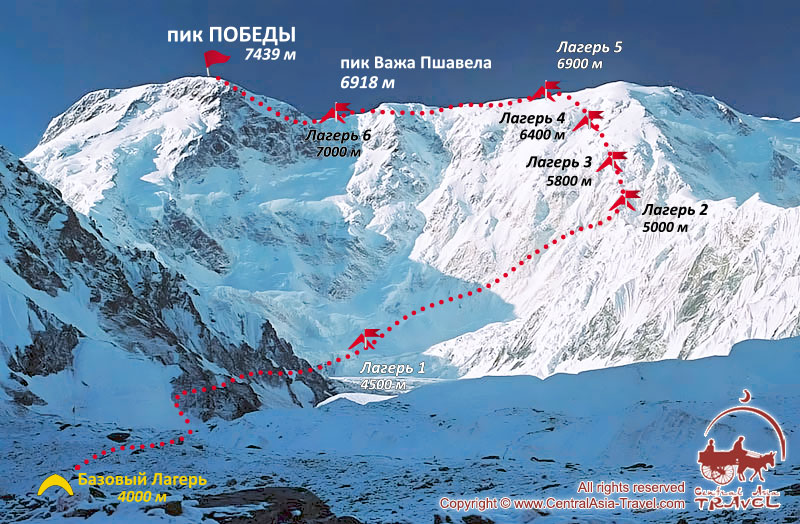 пик ПОБЕДЫ
7439 м
пик Важа Пшавела
6918 м
Лагерь 5
6900 м
Лагерь 4
6400 м
Лагерь 6
7000 м
Лагерь 3
5800 м
Лагерь 2
5000 м
Лагерь 1
4500 м
Базовый Лагерь
4000 м
All rights reserved
Copyright © www.CentralAsia-Travel.com
Central Asia
TRAVEL